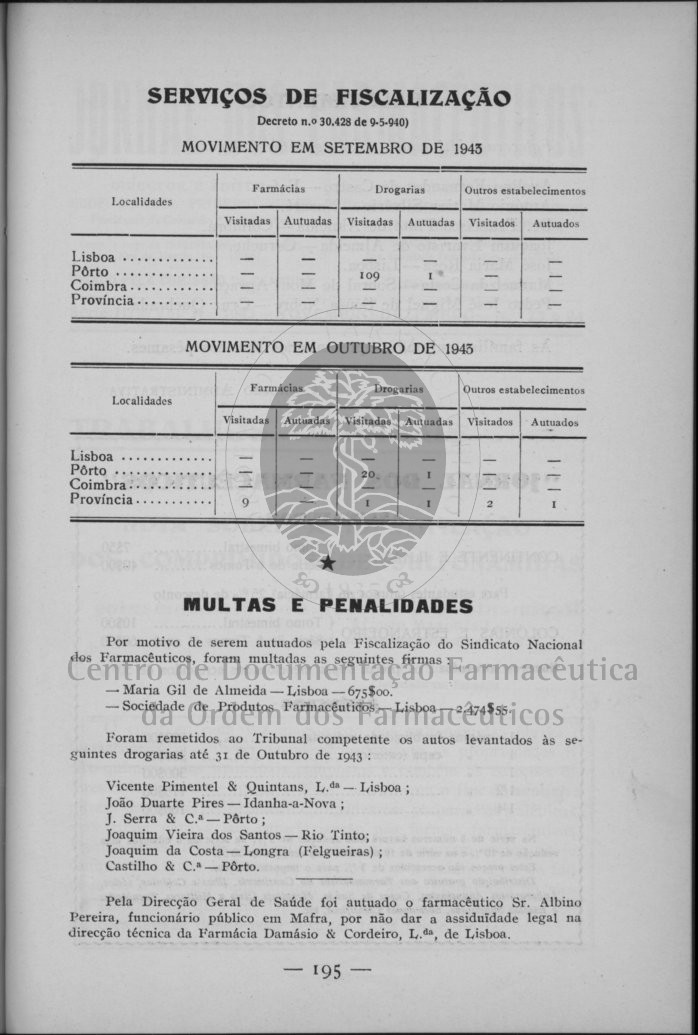 SERVIÇOS DE FISCALIZAÇÃO
Decreto n.º 30.428 de 9-5-940)
MOVIMENTO EM SETEMBRO DE 1943
Localidades | Farmácias | Drogarias | Outros estabelecimentos
Visitadas | Autuadas | Visitadas | Autuadas | Visitados | Autuados
Lisboa ............. — — — — — —
Pôrto .............. — — 109 1 — —
Coimbra............ — — — — — —
Província........... — — — — — —
MOVIMENTO EM OUTUBRO DE 1943
Localidades | Farmácias | Drogarias | Outros estabelecimentos
Visitadas | Autuadas | Visitadas | Autuadas | Visitados | Autuados
Lisboa ............. — — — — — —
Pôrto .............. — — 20 1 — —
Coimbra............ — — — — — —
Província........... 9 — 1 1 2 1
★
MULTAS E PENALIDADES
Por motivo de serem autuados pela Fiscalização do Sindicato Nacional
dos Farmacêuticos, foram multadas as seguintes firmas :
Centro de Documentação Farmacêutica
— Maria Gil de Almeida — Lisboa — 675$00.
— Sociedade de Produtos Farmacêuticos — Lisboa — 2.474$55.
da Ordem dos Farmacêuticos
Foram remetidos ao Tribunal competente os autos levantados às se-
guintes drogarias até 31 de Outubro de 1943 :
Vicente Pimentel & Quintans, L.da — Lisboa ;
João Duarte Pires — Idanha-a-Nova ;
J. Serra & C.ª — Pôrto ;
Joaquim Vieira dos Santos — Rio Tinto;
Joaquim da Costa — Longra (Felgueiras) ;
Castilho & C.ª — Pôrto.
Pela Direcção Geral de Saúde foi autuado o farmacêutico Sr. Albino
Pereira, funcionário público em Mafra, por não dar a assiduïdade legal na
direcção técnica da Farmácia Damásio & Cordeiro, L.da, de Lisboa.
— 195 —